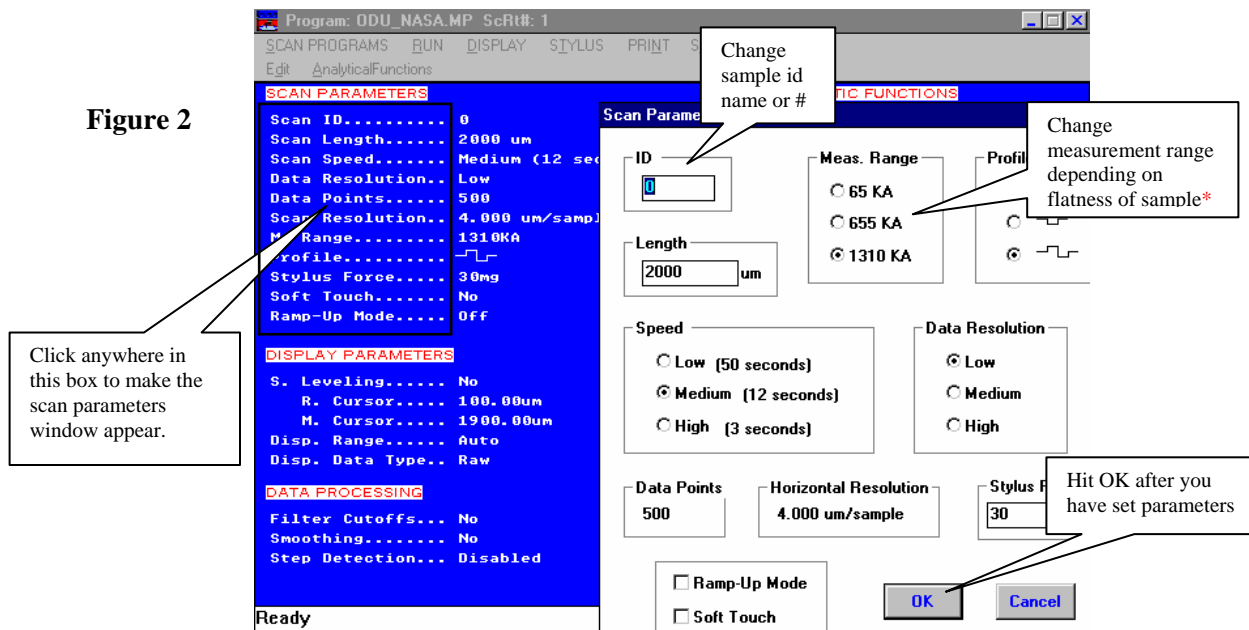 Program: ODU_NASA.MP ScRt#: 1
SCAN PROGRAMS RUN DISPLAY STYLUS PRINT S
Edit AnalyticalFunctions
Figure 2
SCAN PARAMETERS
Scan ID.......... 0
Scan Length...... 2000 um
Scan Speed....... Medium (12 sec
Data Resolution.. Low
Data Points...... 500
Scan Resolution.. 4.000 um/sampl
Range......... 1310KA
Profile..........
Stylus Force..... 30mg
Soft Touch....... No
Ramp-Up Mode..... Off
DISPLAY PARAMETERS
S. Leveling...... No
R. Cursor...... 100.00um
M. Cursor...... 1900.00um
Disp. Range...... Auto
Disp. Data Type.. Raw
DATA PROCESSING
Filter Cutoffs... No
Smoothing........ No
Step Detection... Disabled
Ready
Click anywhere in
this box to make the
scan parameters
window appear.
Change
sample id
name or #
TIC FUNCTIONS
Scan Parame
ID
0
Meas. Range
65 KA
655 KA
1310 KA
Profile
Change
measurement range
depending on
flatness of sample*
Length
2000 um
Speed
Low (50 seconds)
Medium (12 seconds)
High (3 seconds)
Data Resolution
Low
Medium
High
Data Points
500
Horizontal Resolution
4.000 um/sample
Stylus F
30
Hit OK after you
have set parameters
Ramp-Up Mode
Soft Touch
OK
Cancel